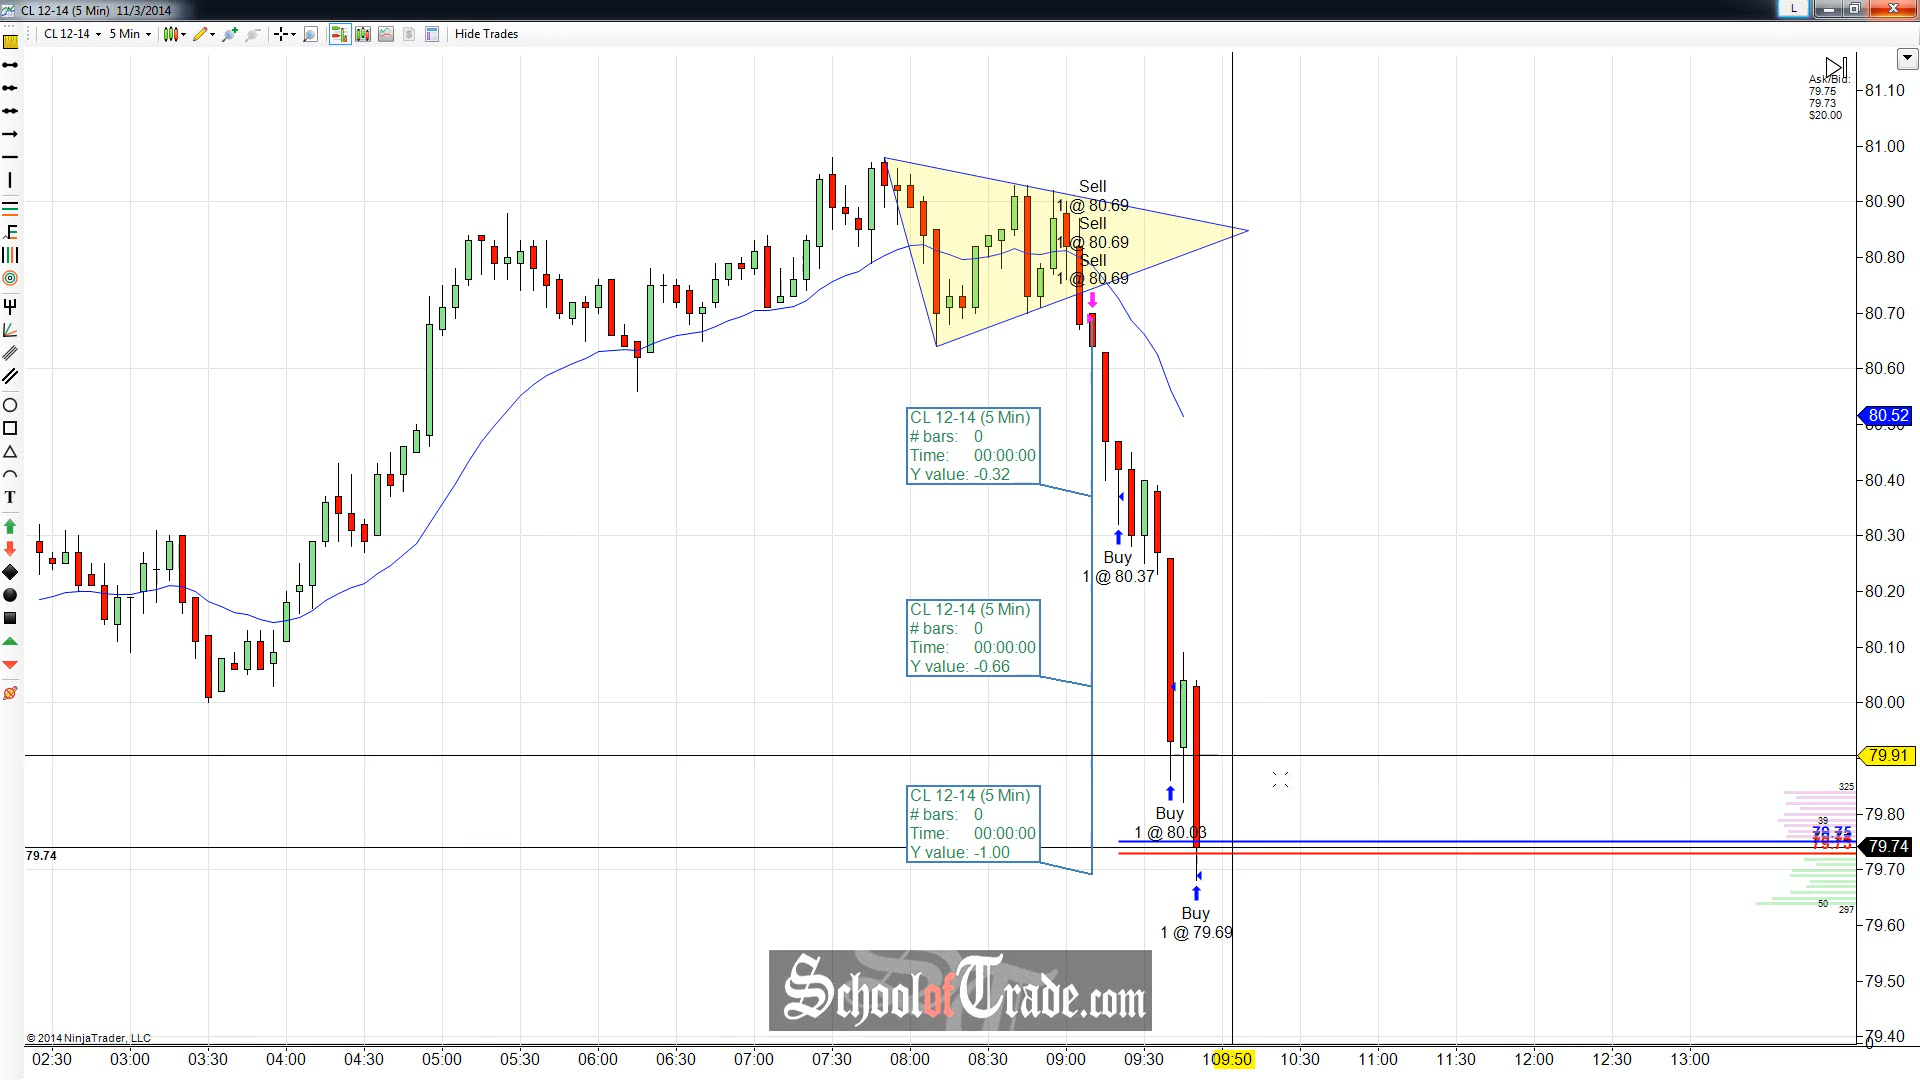 CL 12-14 (5 Min)  11/3/2014
L
CL 12-14
5 Min
Hide Trades
Ask/Bid:
79.75
79.73
$20.00
81.10
81.00
80.90
80.80
80.70
80.60
80.52
80.40
80.30
80.20
80.10
80.00
79.91
79.80
79.74
79.70
79.60
79.50
79.40
Sell
1 @ 80.69
Sell
1 @ 80.69
Sell
1 @ 80.69
CL 12-14 (5 Min)
# bars: 0
Time: 00:00:00
Y value: -0.32
Buy
1 @ 80.37
CL 12-14 (5 Min)
# bars: 0
Time: 00:00:00
Y value: -0.66
Buy
1 @ 80.03
CL 12-14 (5 Min)
# bars: 0
Time: 00:00:00
Y value: -1.00
Buy
1 @ 79.69
79.74
325
39
79.75
50
297
SchoolofTrade.com
© 2014 NinjaTrader, LLC
02:30 03:00 03:30 04:00 04:30 05:00 05:30 06:00 06:30 07:00 07:30 08:00 08:30 09:00 09:30 09:50 10:30 11:00 11:30 12:00 12:30 13:00